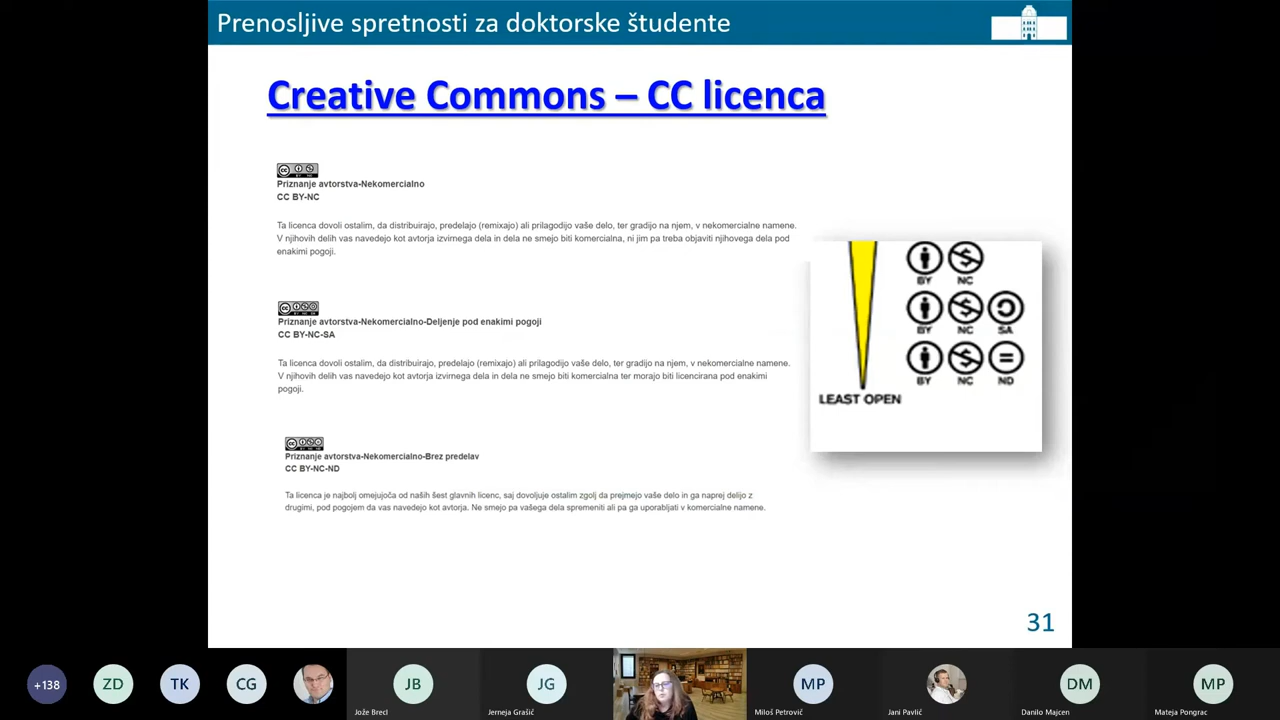 Prenosljive spretnosti za doktorske študente
Creative Commons – CC licenca
Priznanje avtorstva-Nekomercialno
CC BY-NC
Ta licenca dovoli ostalim, da distribuirajo, predelajo (remixajo) ali prilagodijo vaše delo, ter gradijo na njem, v nekomercialne namene.
V njihovih delih vas navedejo kot avtorja izvirnega dela in dela ne smejo biti komercialna, ni jim pa treba objaviti njihovega dela pod
enakimi pogoji.
Priznanje avtorstva-Nekomercialno-Deljenje pod enakimi pogoji
CC BY-NC-SA
Ta licenca dovoli ostalim, da distribuirajo, predelajo (remixajo) ali prilagodijo vaše delo, ter gradijo na njem, v nekomercialne namene.
V njihovih delih vas navedejo kot avtorja izvirnega dela in dela ne smejo biti komercialna ter morajo biti licencirana pod enakimi
pogoji.
Priznanje avtorstva-Nekomercialno-Brez predelav
CC BY-NC-ND
Ta licenca je najbolj omejujoča od naših šest glavnih licenc, saj dovoljuje ostalim zgolj da prejmejo vaše delo in ga naprej delijo z
drugimi, pod pogojem da vas navedejo kot avtorja. Ne smejo pa vašega dela spremeniti ali pa ga uporabljati v komercialne namene.
BY NC
BY NC SA
BY NC ND
LEAST OPEN
31
+138 ZD TK CG JB JG MP DM MP
Jože Brecl Jerneja Grašič Miloš Petrovič Jani Pavlič Danilo Majcen Mateja Pongrac